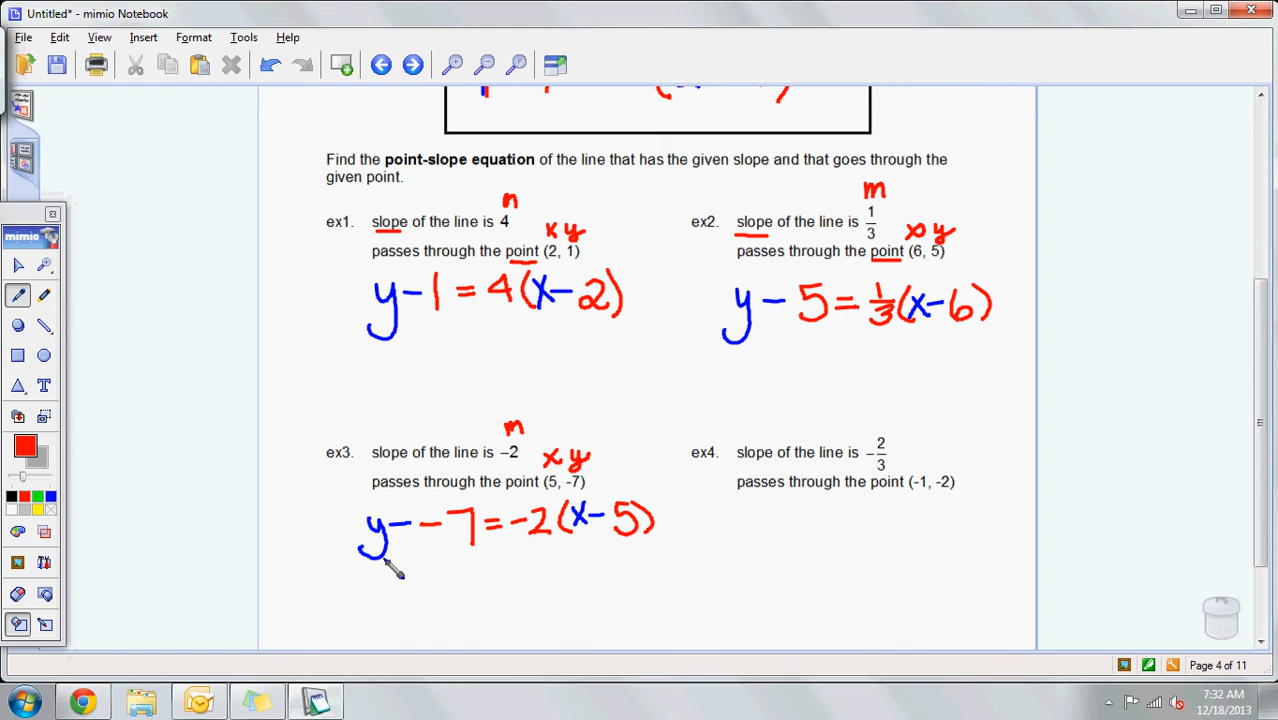 Untitled* - mimio Notebook
File Edit View Insert Format Tools Help
Find the point-slope equation of the line that has the given slope and that goes through the
given point.
n
ex1. slope of the line is 4
x y
passes through the point (2, 1)
y - 1 = 4(x - 2)
m
ex2. slope of the line is 1/3
x y
passes through the point (6, 5)
y - 5 = 1/3(x - 6)
m
ex3. slope of the line is –2
x y
passes through the point (5, -7)
y - -7 = -2(x - 5)
ex4. slope of the line is -2/3
passes through the point (-1, -2)
mimio
T
Page 4 of 11
7:32 AM
12/18/2013